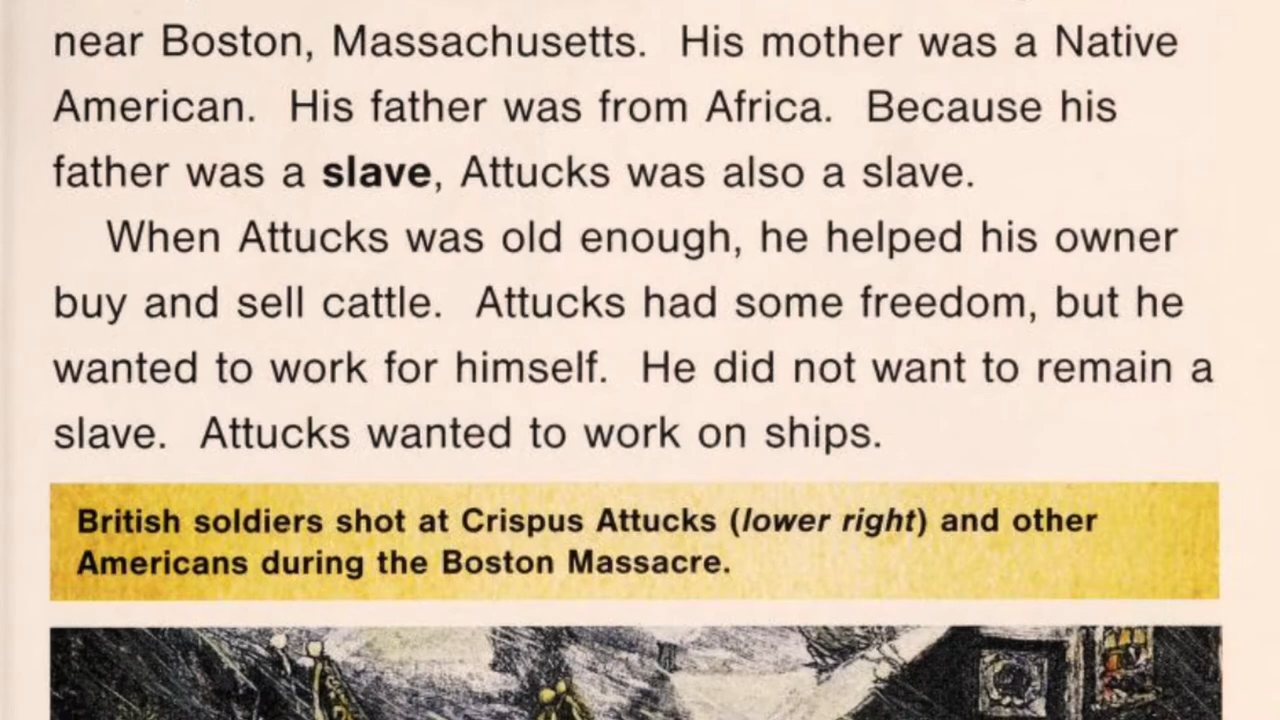 near Boston, Massachusetts. His mother was a Native
American. His father was from Africa. Because his
father was a slave, Attucks was also a slave.
When Attucks was old enough, he helped his owner
buy and sell cattle. Attucks had some freedom, but he
wanted to work for himself. He did not want to remain a
slave. Attucks wanted to work on ships.
British soldiers shot at Crispus Attucks (lower right) and other
Americans during the Boston Massacre.